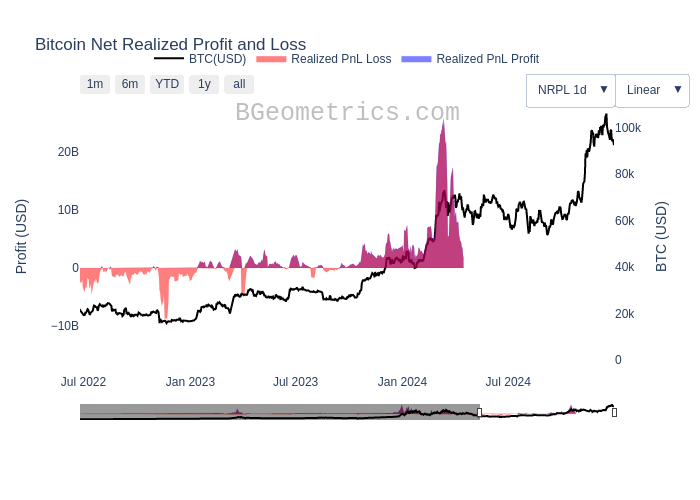 Bitcoin Net Realized Profit and Loss
BTC(USD) Realized PnL Loss Realized PnL Profit
1m 6m YTD 1y all NRPL 1d ▼ Linear ▼
BGeometrics.com
20B
10B
0
−10B
Profit (USD)
100k
80k
60k
40k
20k
0
BTC (USD)
Jul 2022 Jan 2023 Jul 2023 Jan 2024 Jul 2024